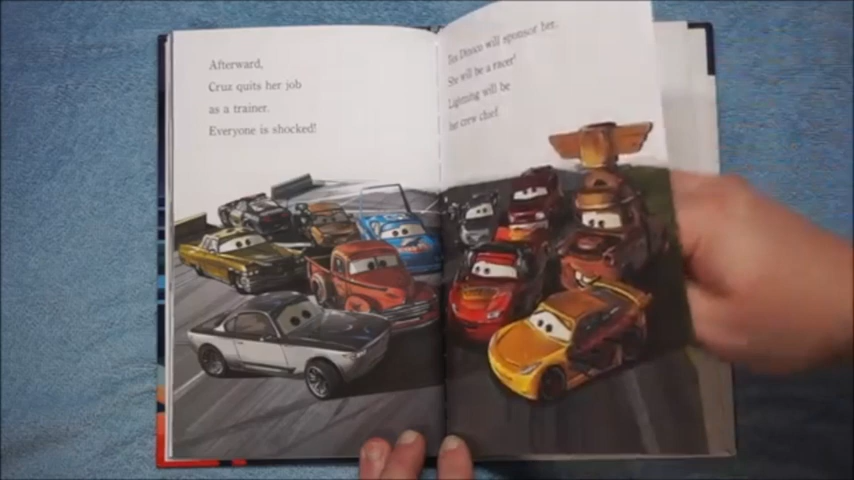 Afterward,
Cruz quits her job
as a trainer.
Everyone is shocked!
Tex Dinoco will sponsor her.
She will be a racer!
Lightning will be
her crew chief.